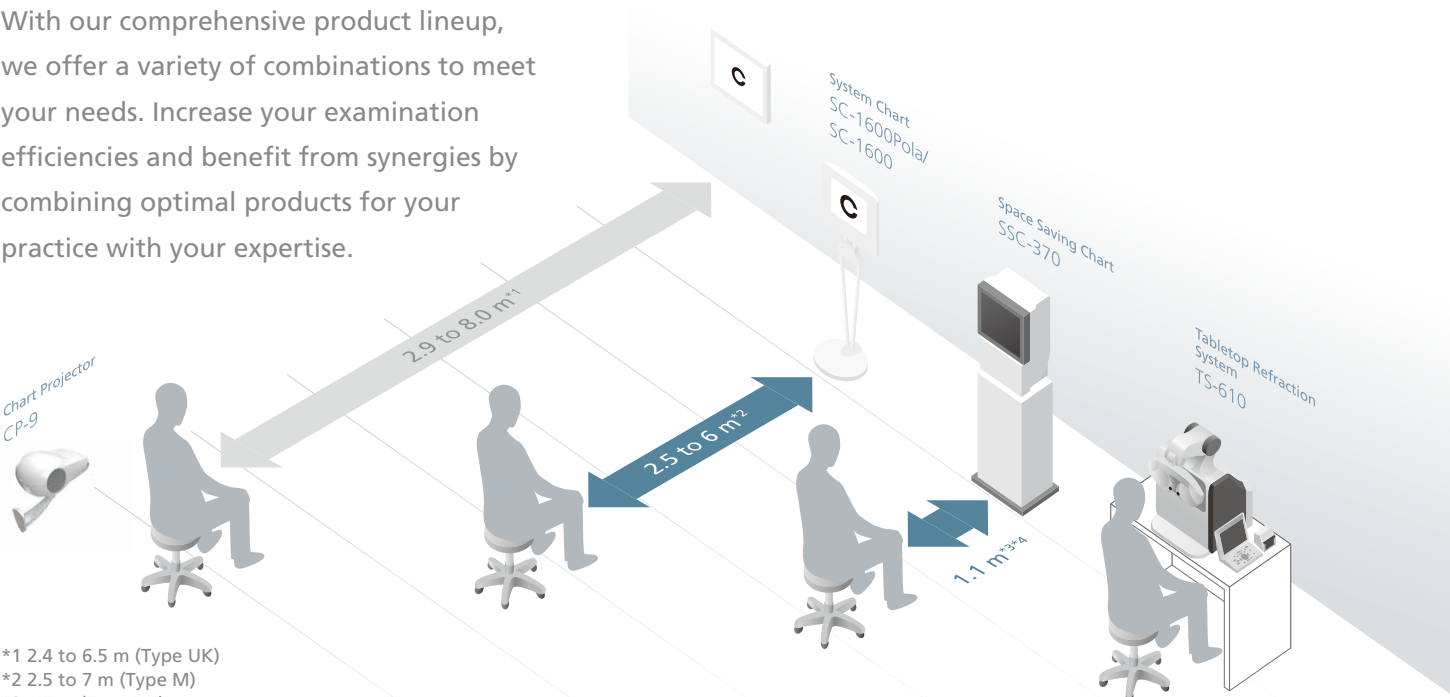 With our comprehensive product lineup,
we offer a variety of combinations to meet
your needs. Increase your examination
efficiencies and benefit from synergies by
combining optimal products for your
practice with your expertise.
System Chart
SC-1600Pola/
SC-1600
Space Saving Chart
SSC-370
Tabletop Refraction
System
TS-610
Chart Projector
CP-9
2.9 to 8.0 m*1
2.5 to 6 m*2
1.1 m*3*4
*1 2.4 to 6.5 m (Type UK)
*2 2.5 to 7 m (Type M)